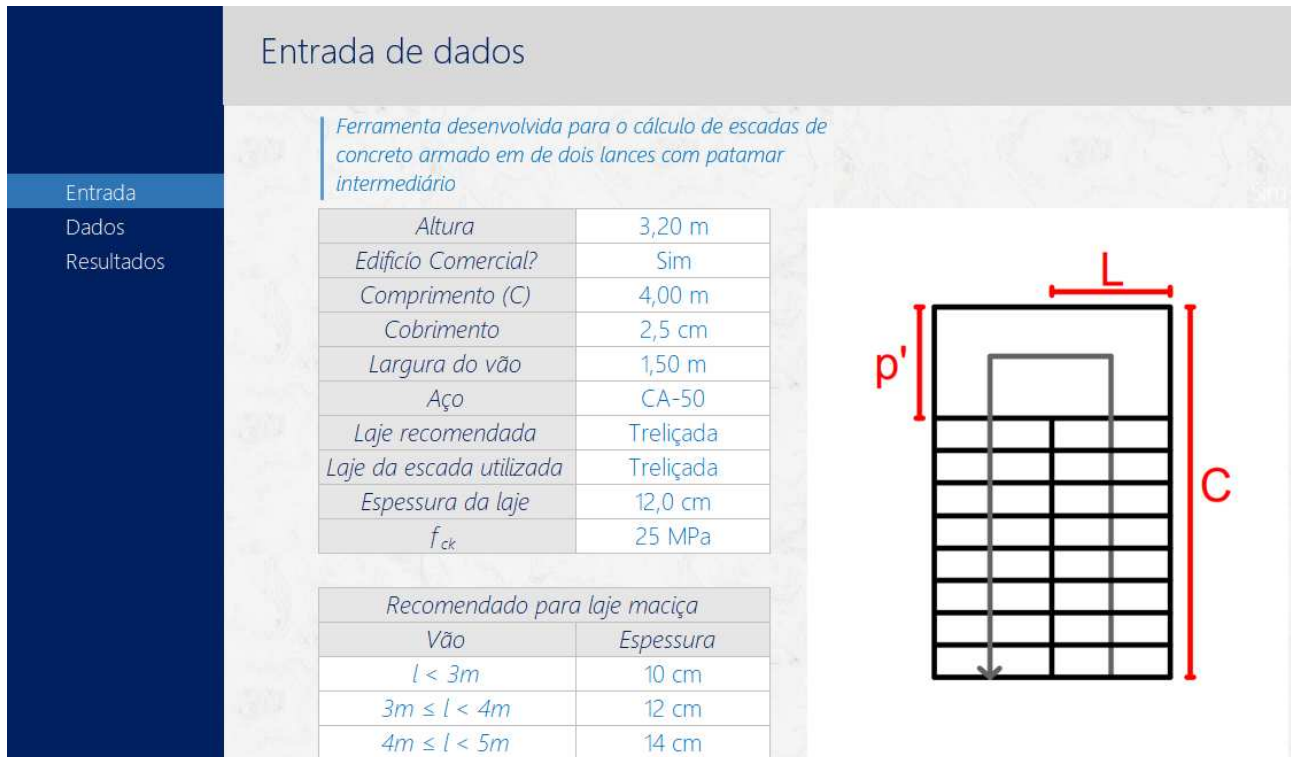 Entrada de dados
Ferramenta desenvolvida para o cálculo de escadas de
concreto armado em de dois lances com patamar
intermediário
Entrada
Dados
Resultados
Altura 3,20 m
Edificío Comercial? Sim
Comprimento (C) 4,00 m
Cobrimento 2,5 cm
Largura do vão 1,50 m
Aço CA-50
Laje recomendada Treliçada
Laje da escada utilizada Treliçada
Espessura da laje 12,0 cm
fck 25 MPa
Recomendado para laje maciça
Vão Espessura
l < 3m 10 cm
3m ≤ l < 4m 12 cm
4m ≤ l < 5m 14 cm
L
p'
C